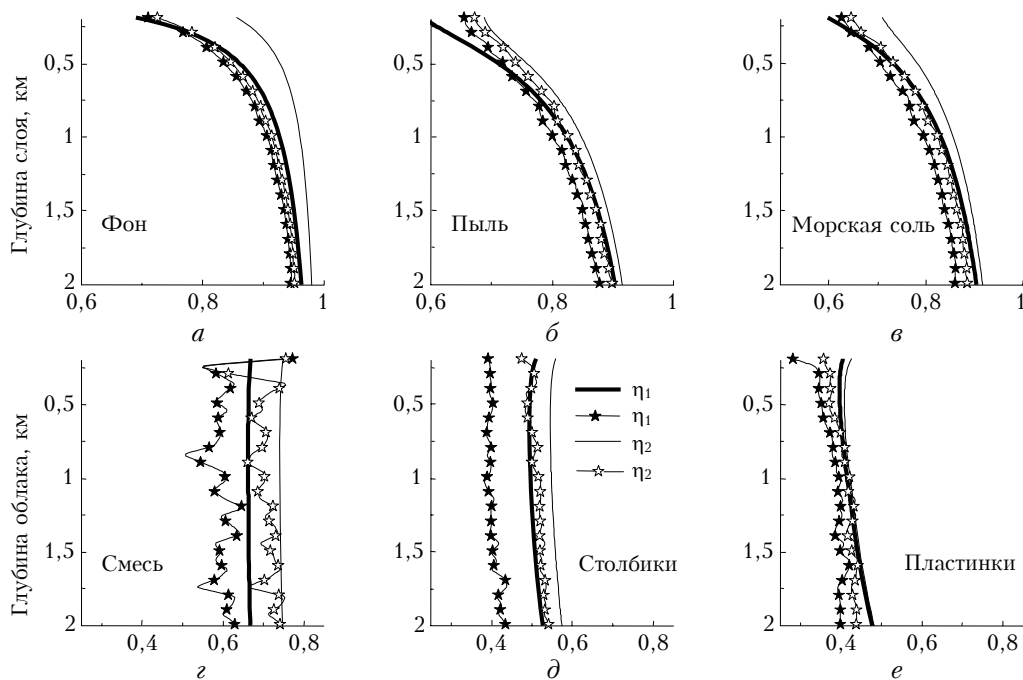 Глубина слоя, км
0,5
1
1,5
2
Фон
0,6
0,8
1
а
0,5
1
1,5
2
Пыль
0,6
0,8
1
б
0,5
1
1,5
2
Морская соль
0,6
0,8
1
в
Глубина облака, км
0,5
1
1,5
2
Смесь
0,4
0,6
0,8
г
0,5
1
1,5
2
η1
η1
η2
η2
Столбики
0,4
0,6
0,8
д
0,5
1
1,5
2
Пластинки
0,4
0,6
0,8
е